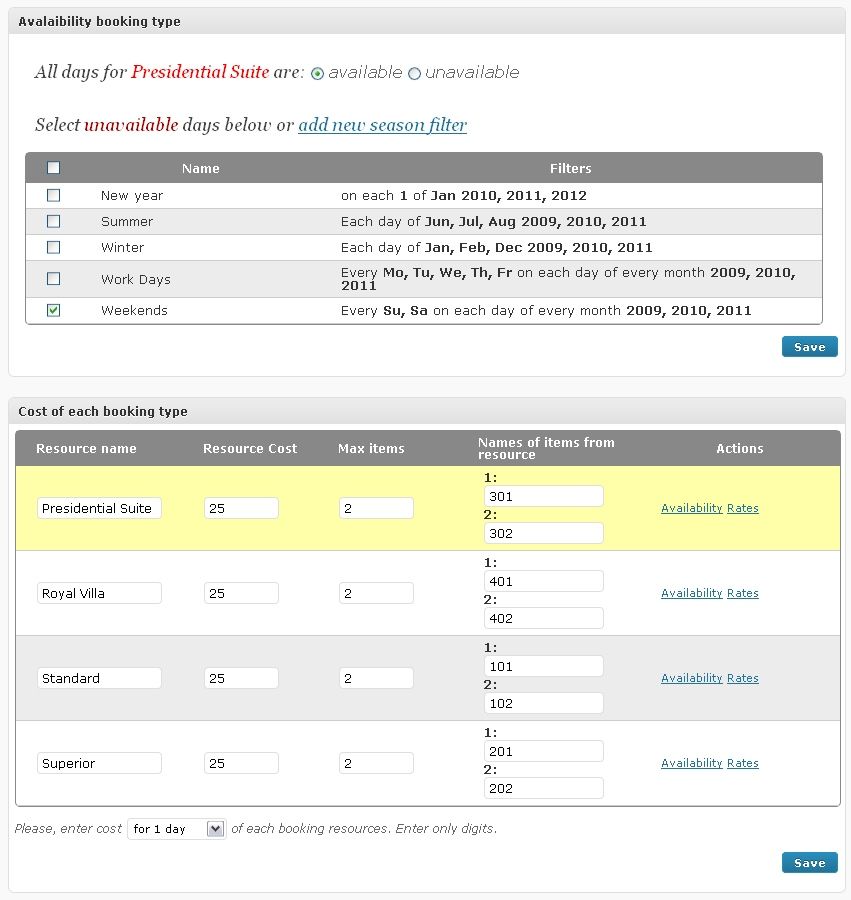 Avalaibility booking type
All days for Presidential Suite are: available unavailable
Select unavailable days below or add new season filter
Name Filters
New year on each 1 of Jan 2010, 2011, 2012
Summer Each day of Jun, Jul, Aug 2009, 2010, 2011
Winter Each day of Jan, Feb, Dec 2009, 2010, 2011
Work Days Every Mo, Tu, We, Th, Fr on each day of every month 2009, 2010,
2011
Weekends Every Su, Sa on each day of every month 2009, 2010, 2011
Save
Cost of each booking type
Resource name Resource Cost Max items Names of items from
resource Actions
1:
Presidential Suite 25 2 301 Availability Rates
2:
302
1:
Royal Villa 25 2 401 Availability Rates
2:
402
1:
Standard 25 2 101 Availability Rates
2:
102
1:
Superior 25 2 201 Availability Rates
2:
202
Please, enter cost for 1 day of each booking resources. Enter only digits.
Save